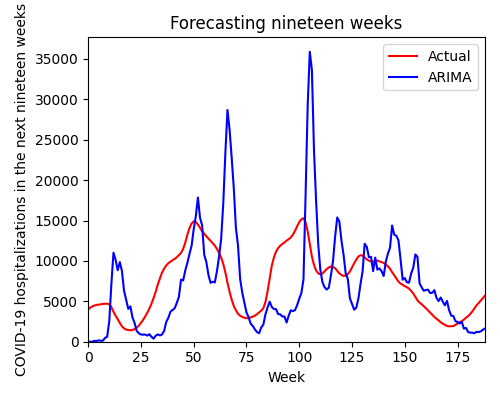 Forecasting nineteen weeks
COVID-19 hospitalizations in the next nineteen weeks
35000
30000
25000
20000
15000
10000
5000
0
Actual
ARIMA
0 25 50 75 100 125 150 175
Week